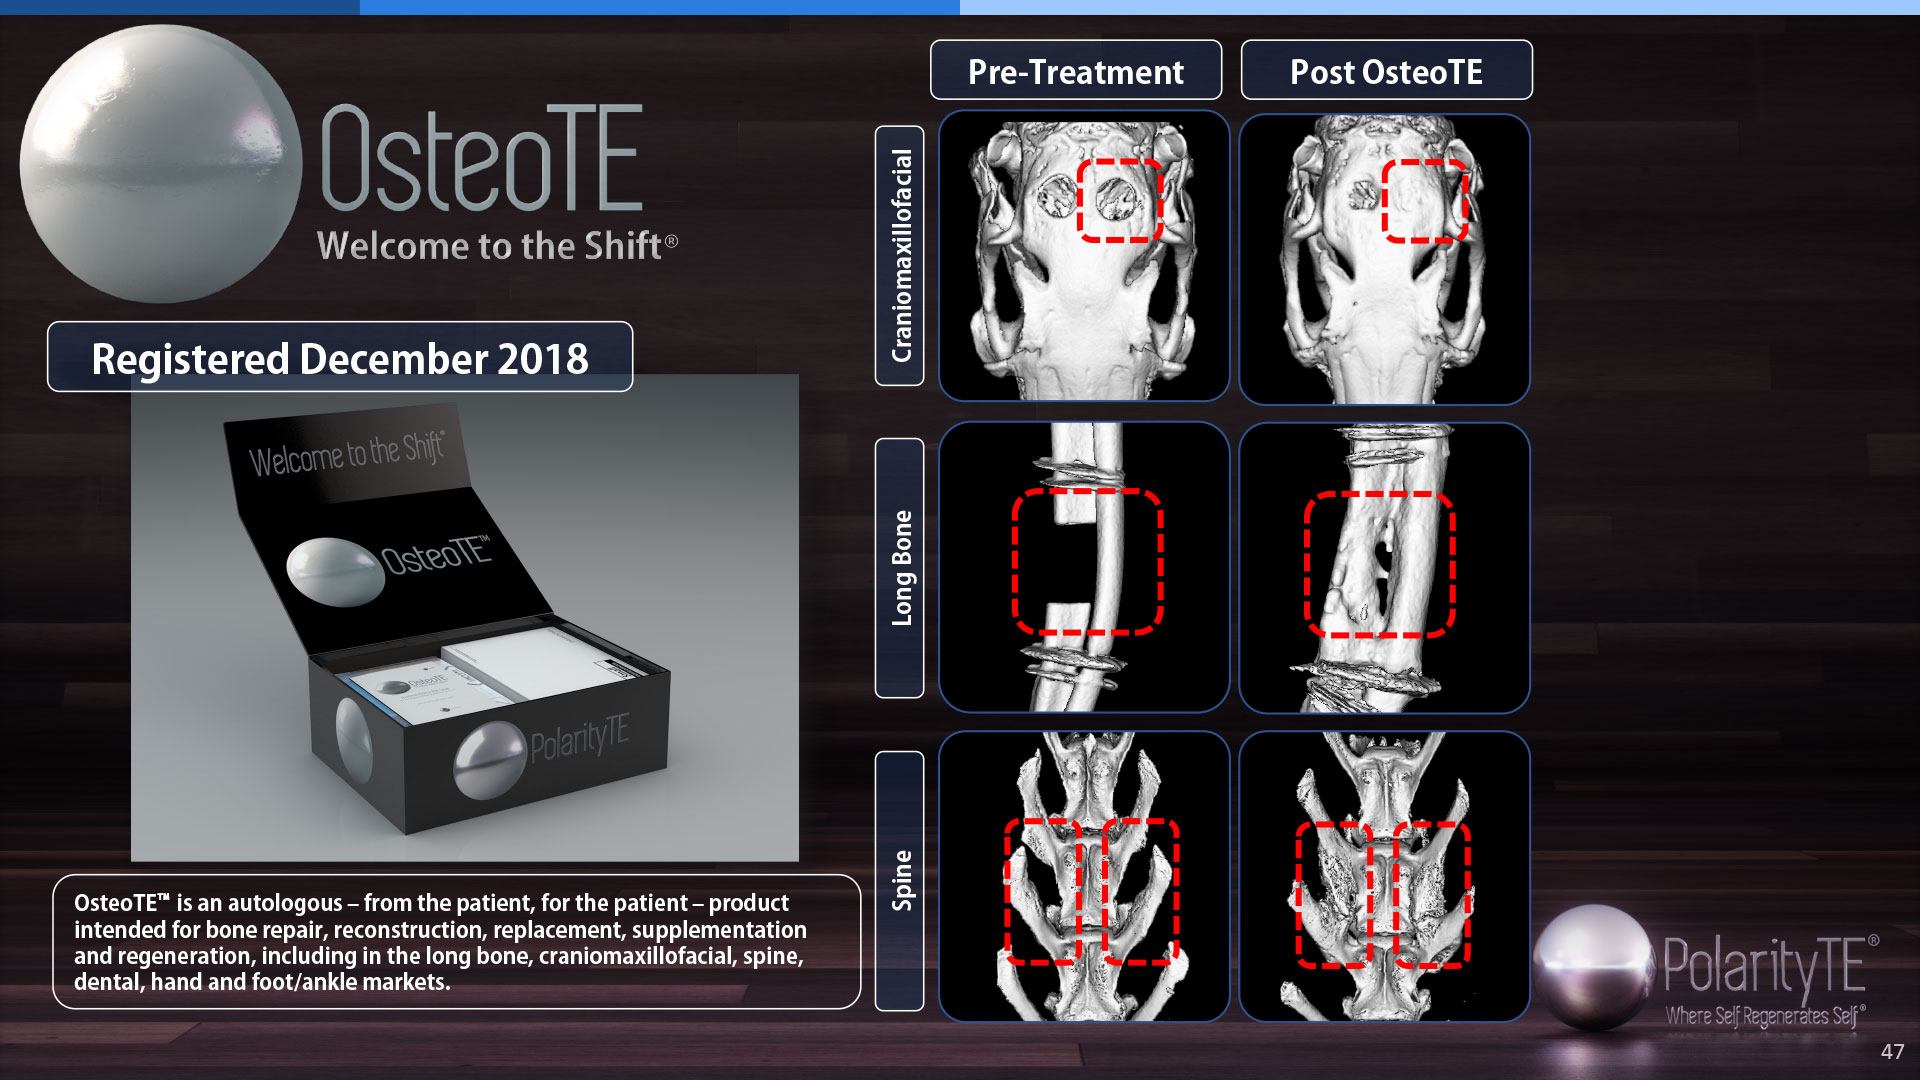 OsteoTE
Welcome to the Shift®
Registered December 2018
Welcome to the Shift®
OsteoTE™
OsteoTE
PolarityTE
OsteoTE™ is an autologous – from the patient, for the patient – product
intended for bone repair, reconstruction, replacement, supplementation
and regeneration, including in the long bone, craniomaxillofacial, spine,
dental, hand and foot/ankle markets.
Pre-Treatment
Post OsteoTE
Craniomaxillofacial
Long Bone
Spine
PolarityTE®
Where Self Regenerates Self®
47